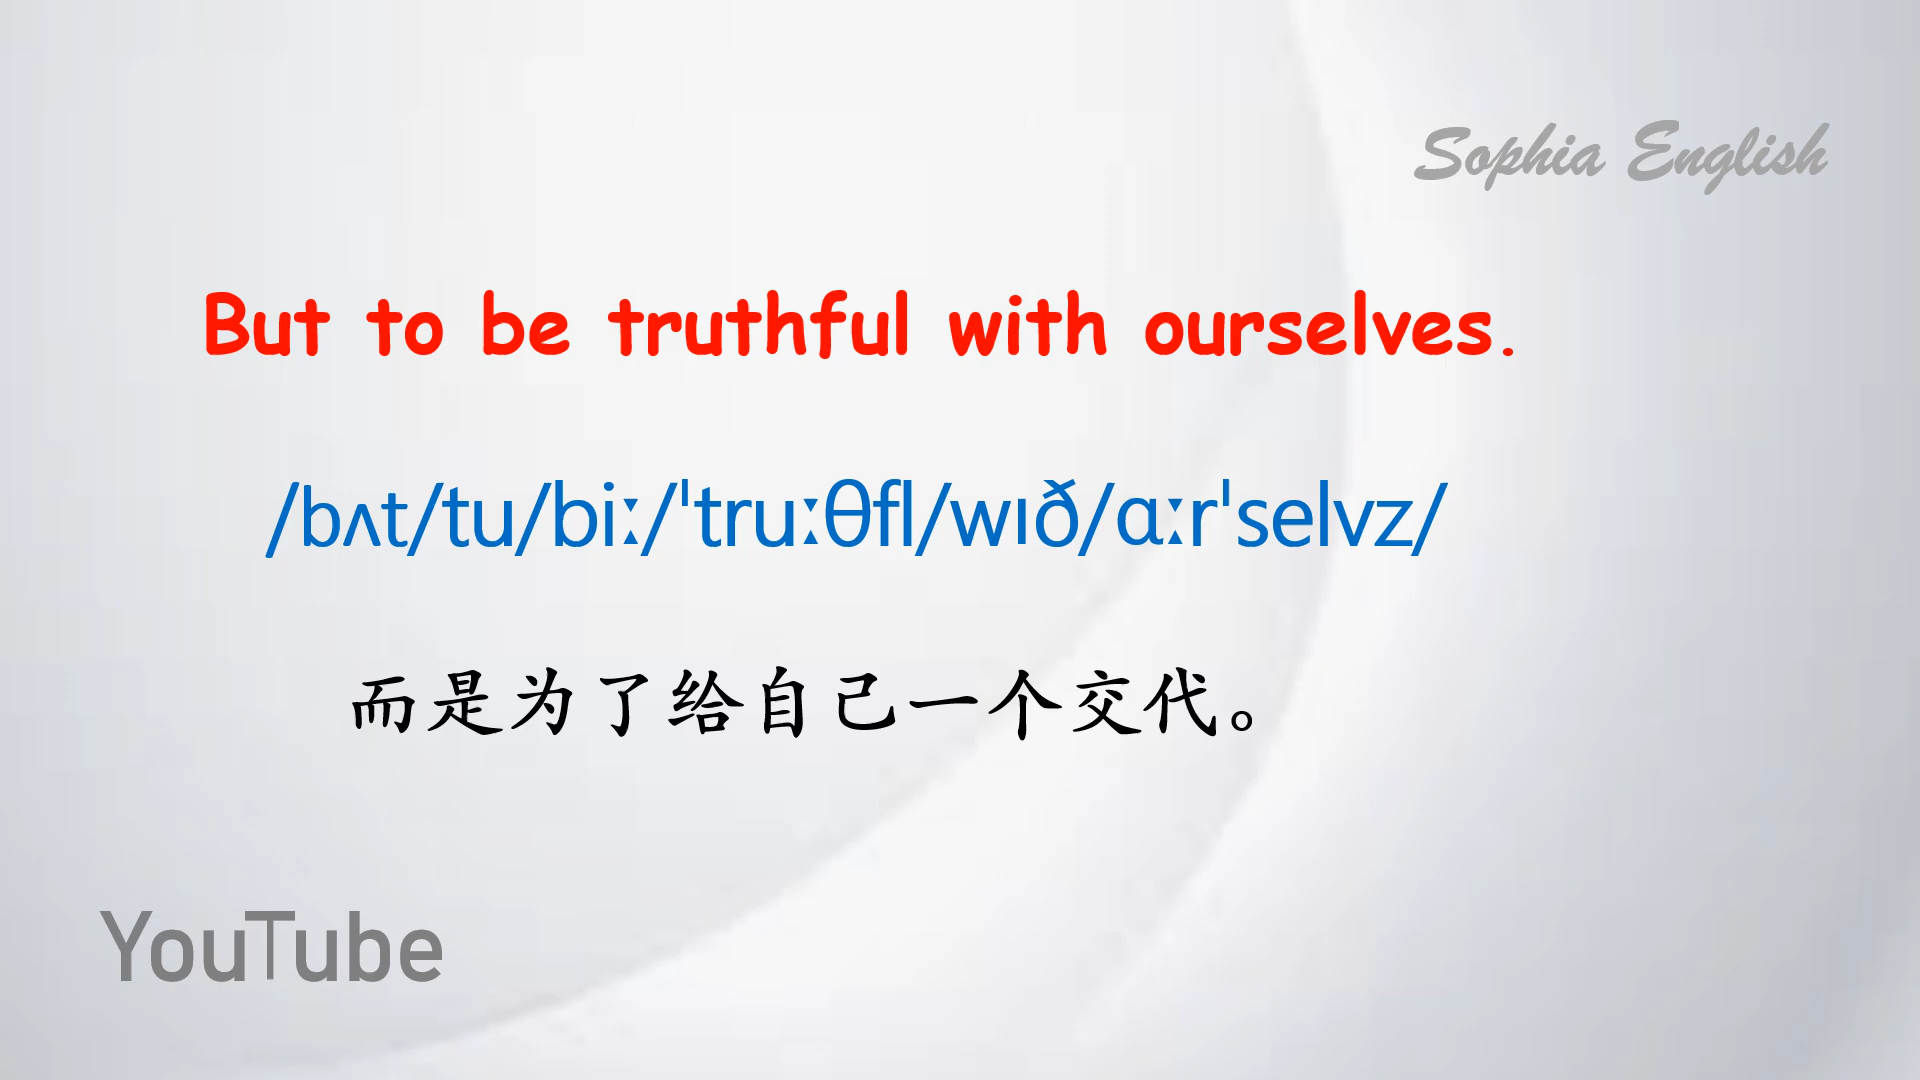 Sophia English
But to be truthful with ourselves.
/bʌt/tu/biː/ˈtruːθfl/wɪð/ɑːrˈselvz/
而是为了给自己一个交代。
YouTube